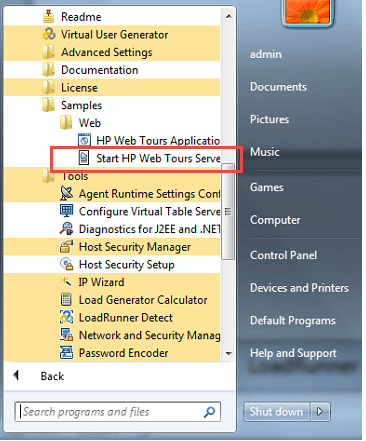 Readme
Virtual User Generator
Advanced Settings
Documentation
License
Samples
Web
HP Web Tours Applicatio
Start HP Web Tours Serve
Tools
Agent Runtime Settings Conf
Configure Virtual Table Serve
Diagnostics for J2EE and .NET
Host Security Manager
Host Security Setup
IP Wizard
Load Generator Calculator
LoadRunner Detect
Network and Security Manag
Password Encoder
Back
Search programs and files
admin
Documents
Pictures
Music
Games
Computer
Control Panel
Devices and Printers
Default Programs
Help and Support
LoadRunner
Shut down